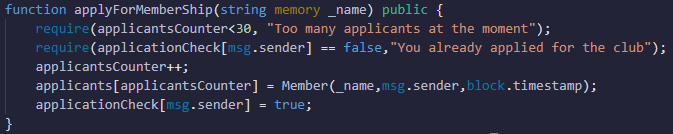 function applyForMemberShip(string memory _name) public {
require(applicantsCounter<30, "Too many applicants at the moment");
require(applicationCheck[msg.sender] == false,"You already applied for the club");
applicantsCounter++;
applicants[applicantsCounter] = Member(_name,msg.sender,block.timestamp);
applicationCheck[msg.sender] = true;
}